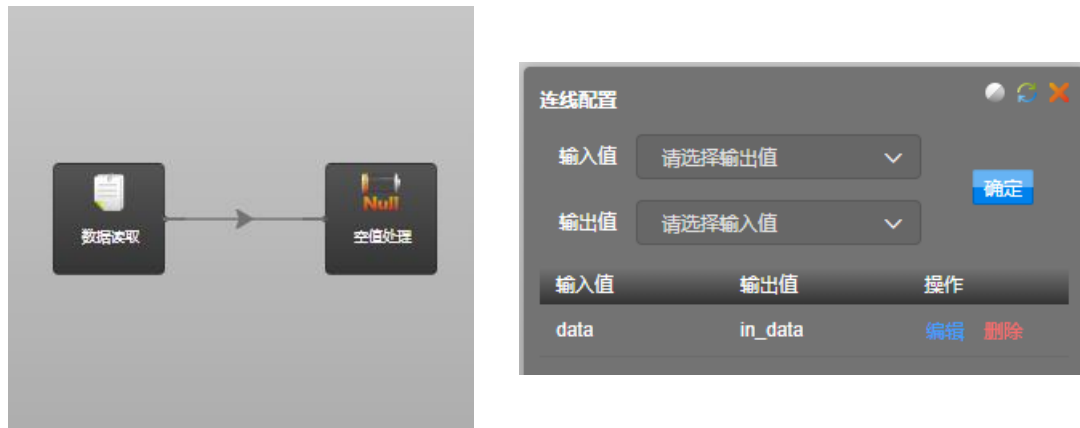 Null
数据读取
空值处理
连线配置
输入值 请选择输出值
确定
输出值 请选择输入值
输入值 输出值 操作
data in_data 编辑 删除